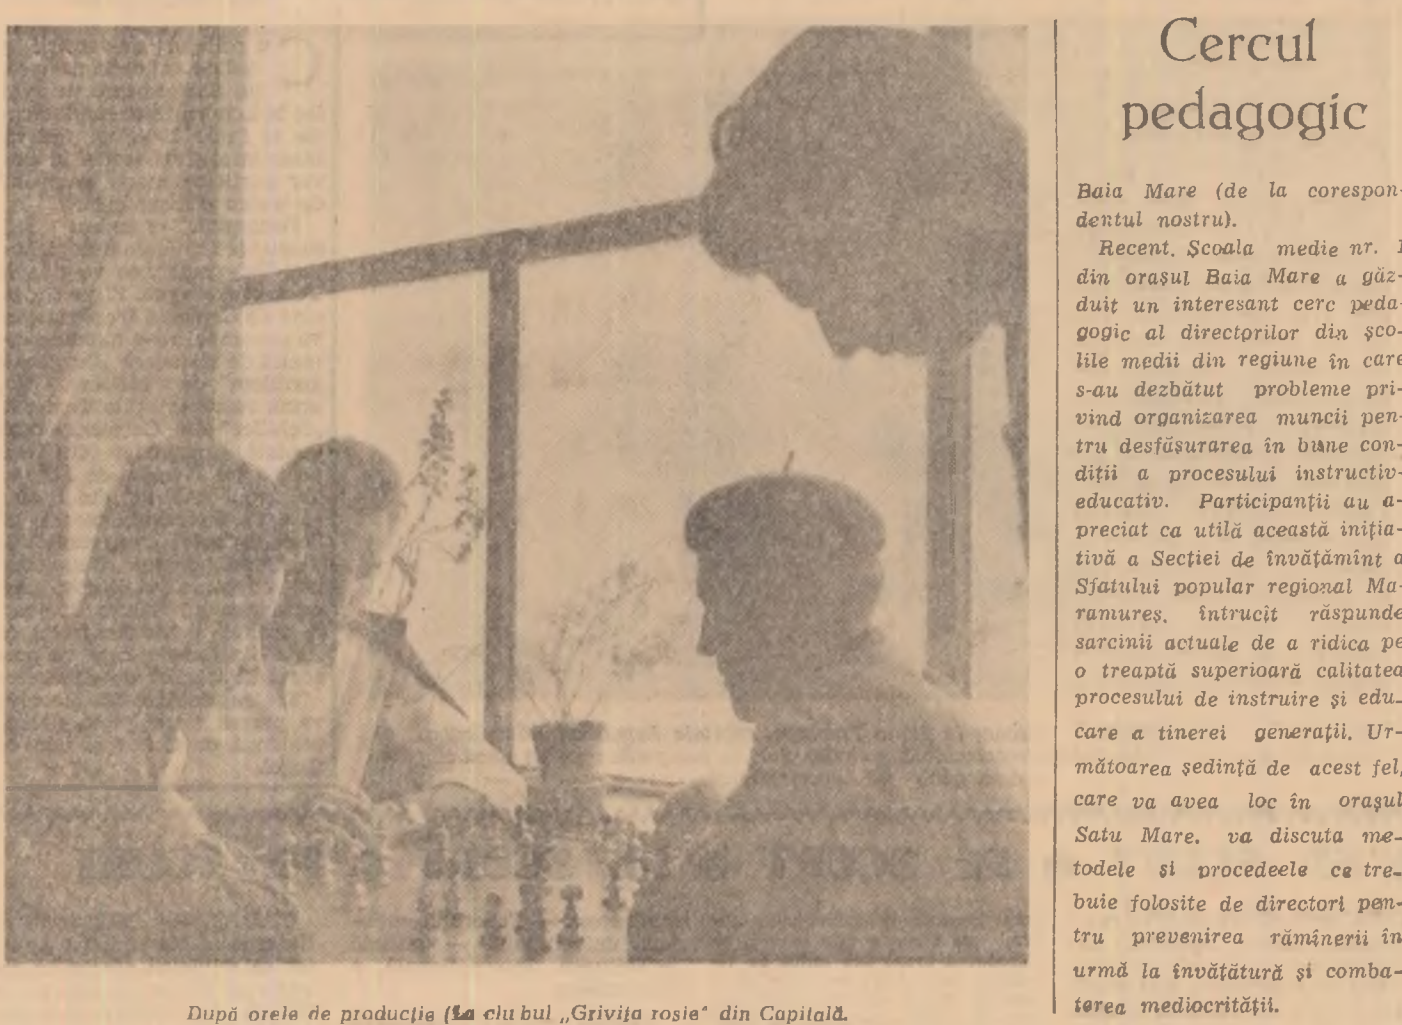 Cercul
pedagogic
Baia Mare (de la corespon-
dentul nostru).
Recent, Școala medie nr. 1
din orașul Baia Mare a găz-
duit un interesant cerc peda-
gogic al directorilor din șco-
lile medii din regiune în care
s-au dezbătut probleme pri-
vind organizarea muncii pen-
tru desfășurarea în bune con-
diții a procesului instructiv-
educativ. Participanții au a-
preciat ca utilă această iniția-
tivă a Secției de învățămînt a
Sfatului popular regional Ma-
ramureș, întrucît răspunde
sarcinii actuale de a ridica pe
o treaptă superioară calitatea
procesului de instruire și edu-
care a tinerei generații. Ur-
mătoarea ședință de acest fel,
care va avea loc în orașul
Satu Mare, va discuta me-
todele și procedeele ce tre-
buie folosite de directori pen-
tru prevenirea rămînerii în
urmă la învățătură și comba-
terea mediocrității.
După orele de producție (La clubul „Grivița roșie" din Capitală.